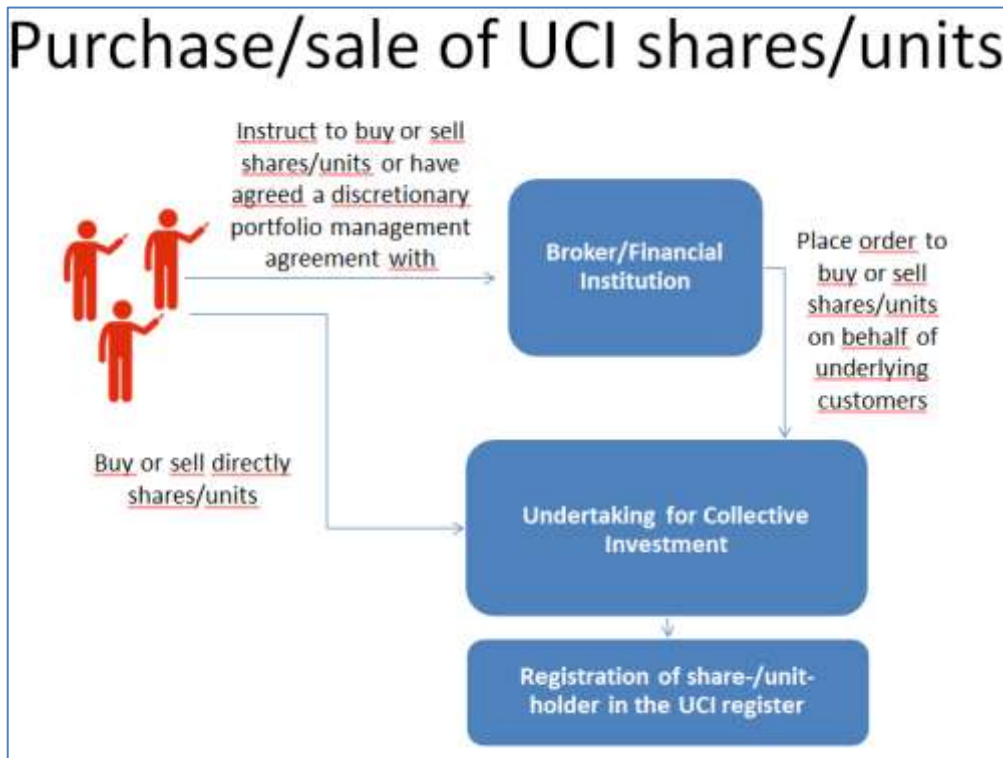 Purchase/sale of UCI shares/units
Instruct to buy or sell
shares/units or have
agreed a discretionary
portfolio management
agreement with
Broker/Financial
Institution
Place order to
buy or sell
shares/units
on behalf of
underlying
customers
Buy or sell directly
shares/units
Undertaking for Collective
Investment
Registration of share-/unit-
holder in the UCI register